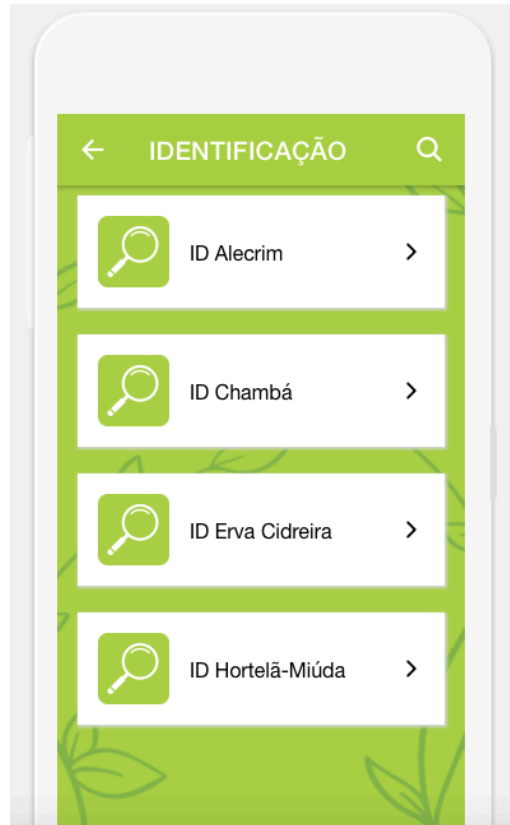 IDENTIFICAÇÃO
ID Alecrim
ID Chambá
ID Erva Cidreira
ID Hortelã-Miúda